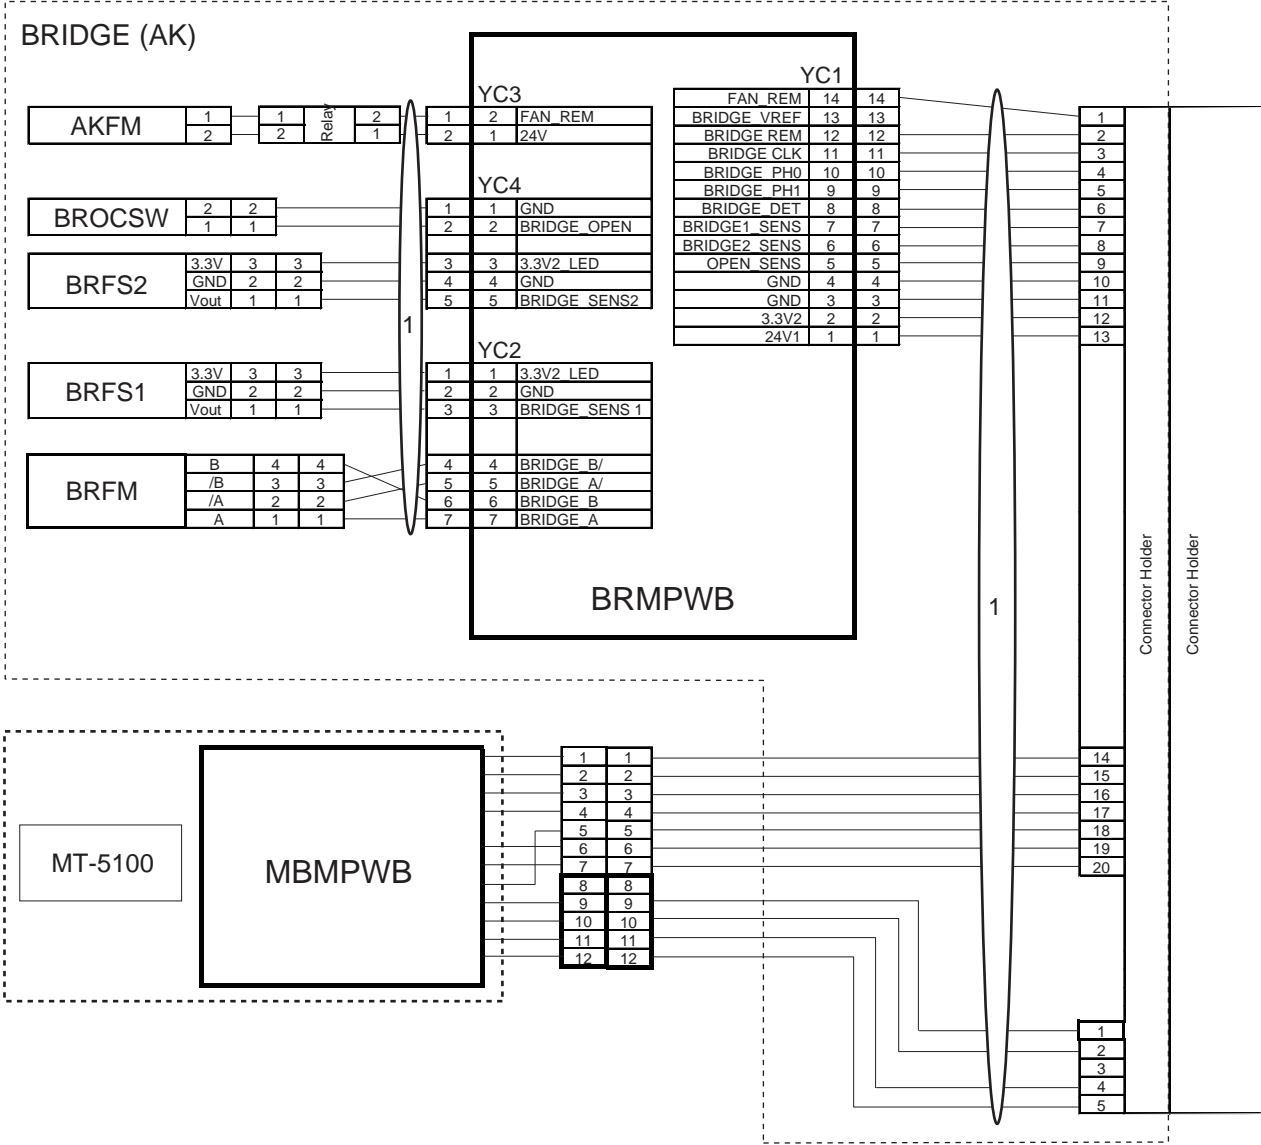 BRIDGE (AK)
AKFM 1 1 Relay 2
2 2 1
YC3
1 2 FAN_REM
2 1 24V
BROCSW 2 2
1 1
YC4
1 1 GND
2 2 BRIDGE_OPEN
BRFS2 3.3V 3 3
GND 2 2
Vout 1 1
3 3 3.3V2_LED
4 4 GND
5 5 BRIDGE_SENS2
1
BRFS1 3.3V 3 3
GND 2 2
Vout 1 1
YC2
1 1 3.3V2_LED
2 2 GND
3 3 BRIDGE_SENS 1
BRFM B 4 4
/B 3 3
/A 2 2
A 1 1
4 4 BRIDGE_B/
5 5 BRIDGE_A/
6 6 BRIDGE_B
7 7 BRIDGE_A
BRMPWB
YC1
FAN_REM 14 14
BRIDGE_VREF 13 13
BRIDGE REM 12 12
BRIDGE CLK 11 11
BRIDGE_PH0 10 10
BRIDGE_PH1 9 9
BRIDGE_DET 8 8
BRIDGE1_SENS 7 7
BRIDGE2_SENS 6 6
OPEN_SENS 5 5
GND 4 4
GND 3 3
3.3V2 2 2
24V1 1 1
1
1
2
3
4
5
6
7
8
9
10
11
12
13
Connector Holder
Connector Holder
MT-5100
MBMPWB
1 1
2 2
3 3
4 4
5 5
6 6
7 7
8 8
9 9
10 10
11 11
12 12
14
15
16
17
18
19
20
1
2
3
4
5